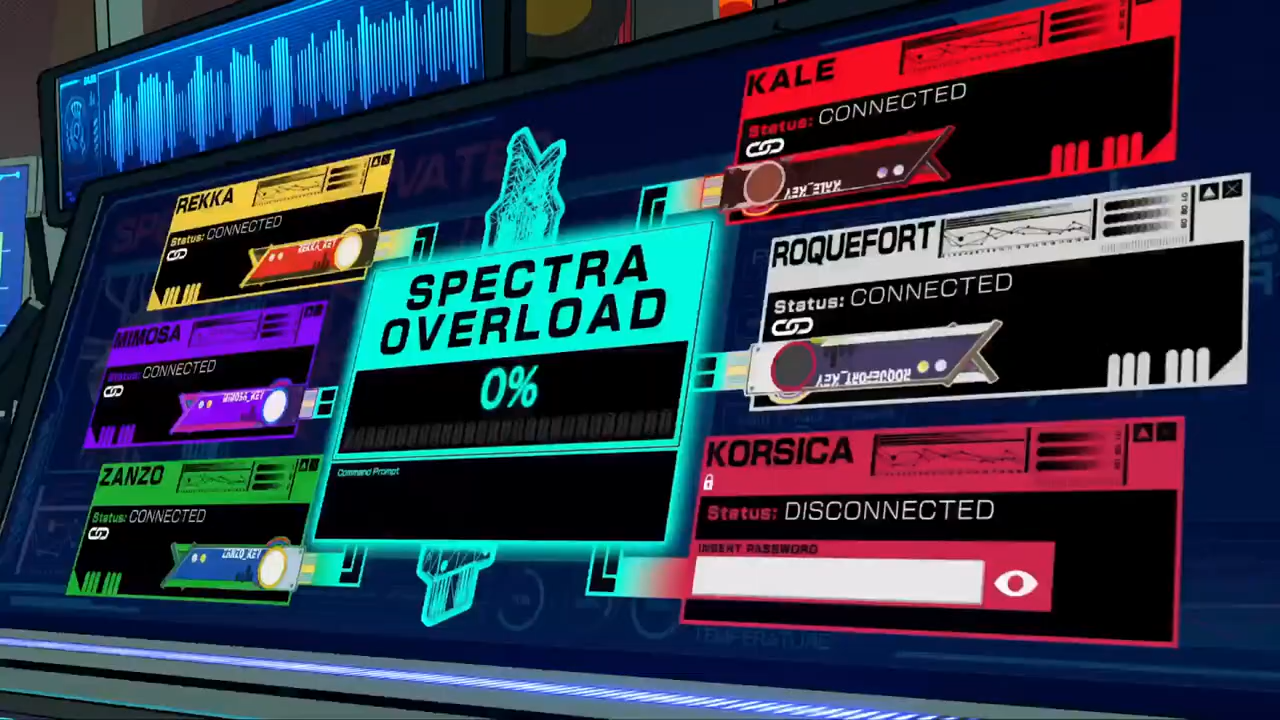 REKKA
Status: CONNECTED
REKKA_KEY
MIMOSA
Status: CONNECTED
MIMOSA_KEY
ZANZO
Status: CONNECTED
ZANZO_KEY
SPECTRA
OVERLOAD
0%
Command Prompt
KALE
Status: CONNECTED
KALE_KEY
ROQUEFORT
Status: CONNECTED
ROQUEFORT_KEY
KORSICA
Status: DISCONNECTED
INSERT PASSWORD
TEMPERATURE